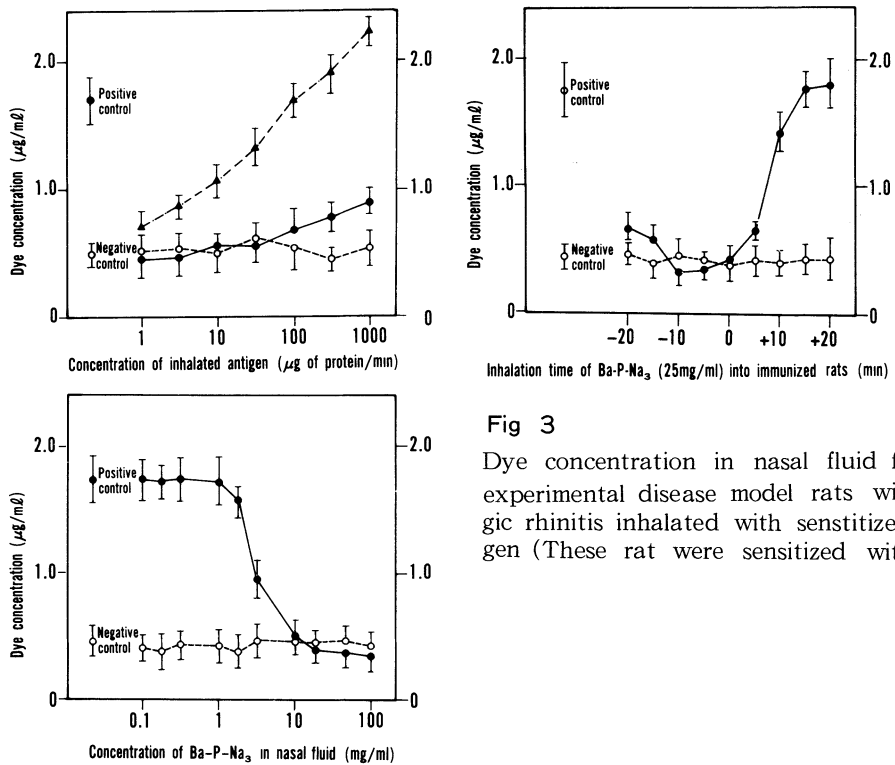 2.0
1.0
0
2.0
1.0
0
Dye concentration (μg/mℓ)
Positive
control
Negative
control
1
10
100
1000
Concentration of inhalated antigen (μg of protein/min)
2.0
1.0
0
2.0
1.0
0
Dye concentration (μg/mℓ)
Positive
control
Negative
control
−20
−10
0
+10
+20
Inhalation time of Ba-P-Na₃ (25mg/ml) into immunized rats (min)
2.0
1.0
0
2.0
1.0
0
Dye concentration (μg/mℓ)
Positive
control
Negative
control
0.1
1
10
100
Concentration of Ba-P-Na₃ in nasal fluid (mg/ml)
Fig 3
Dye concentration in nasal fluid f
experimental disease model rats wi
gic rhinitis inhalated with senstitize
gen (These rat were sensitized wit